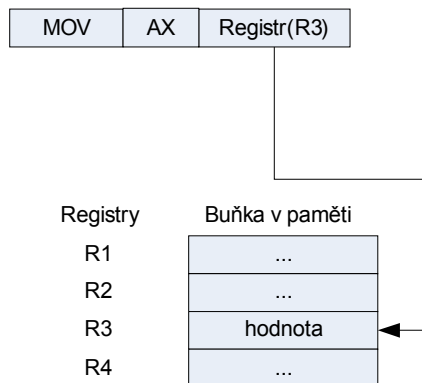 MOV AX Registr(R3)
Registry Buňka v paměti
R1 ...
R2 ...
R3 hodnota
R4 ...